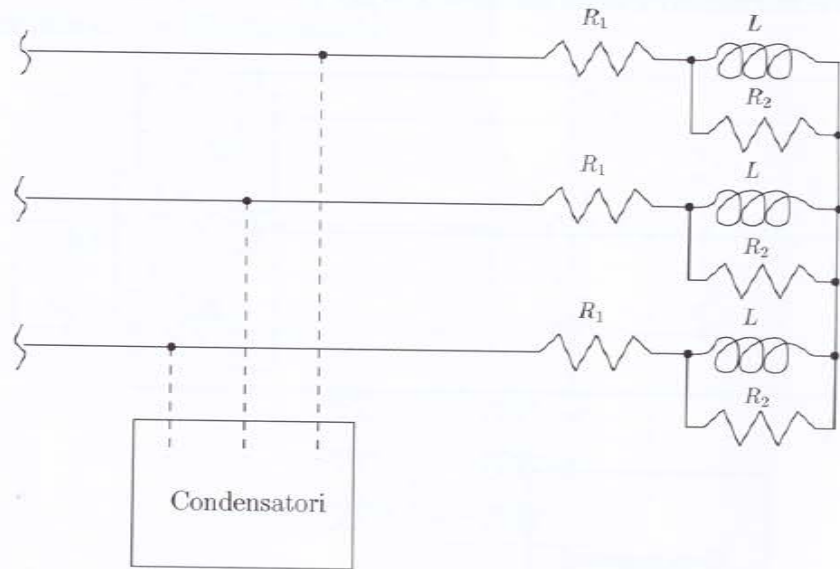 R₁
L
R₂
R₁
L
R₂
R₁
L
R₂
Condensatori